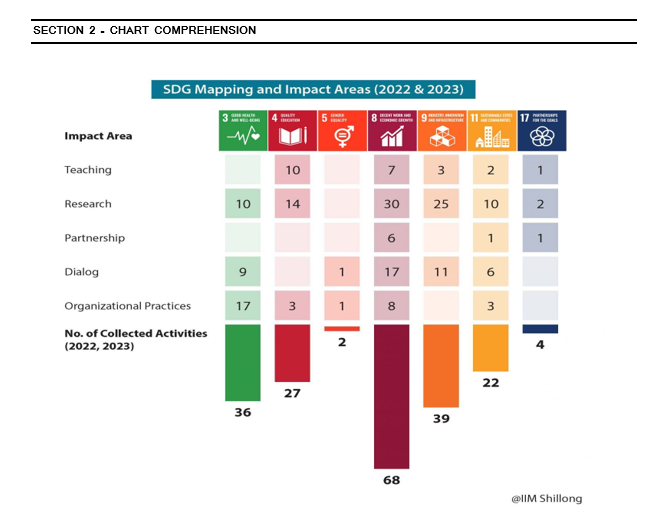 SECTION 2 - CHART COMPREHENSION
SDG Mapping and Impact Areas (2022 & 2023)
Impact Area
3 GOOD HEALTH AND WELL-BEING
4 QUALITY EDUCATION
5 GENDER EQUALITY
8 DECENT WORK AND ECONOMIC GROWTH
9 INDUSTRY, INNOVATION AND INFRASTRUCTURE
11 SUSTAINABLE CITIES AND COMMUNITIES
17 PARTNERSHIPS FOR THE GOALS
Teaching 10 7 3 2 1
Research 10 14 30 25 10 2
Partnership 6 1 1
Dialog 9 1 17 11 6
Organizational Practices 17 3 1 8 3
No. of Collected Activities
(2022, 2023)
36 27 2 68 39 22 4
@IIM Shillong